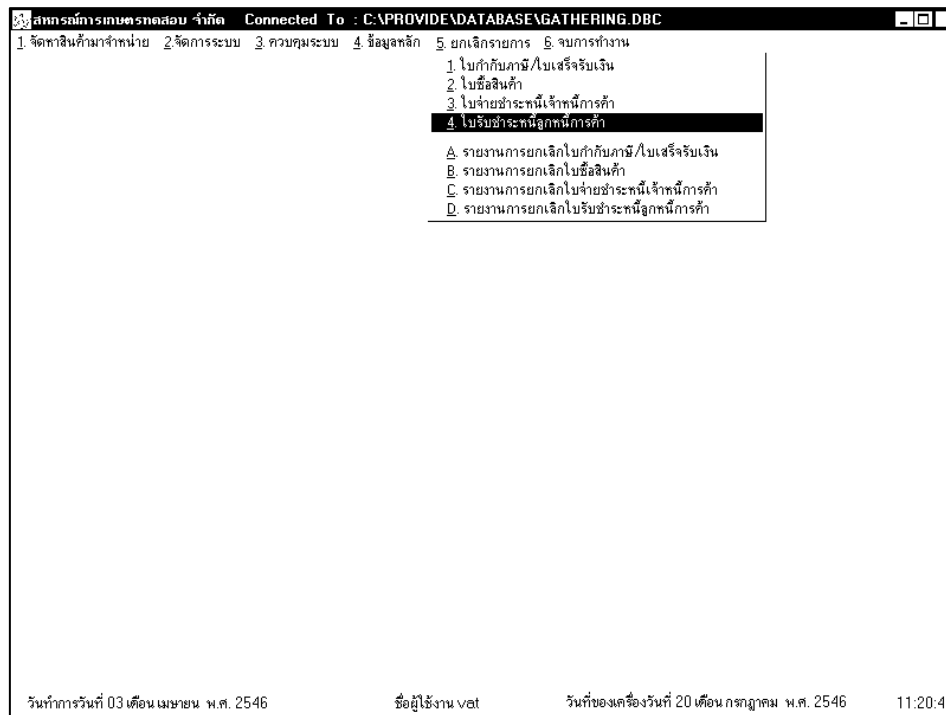 สหกรณ์การเกษตรทดสอบ จำกัด Connected To : C:\PROVIDE\DATABASE\GATHERING.DBC
1. จัดหาสินค้ามาจำหน่าย 2.จัดการระบบ 3. ควบคุมระบบ 4. ข้อมูลหลัก 5. ยกเลิกรายการ 6. จบการทำงาน
1. ใบกำกับภาษี/ใบเสร็จรับเงิน
2. ใบซื้อสินค้า
3. ใบจ่ายชำระหนี้เจ้าหนี้การค้า
4. ใบรับชำระหนี้ลูกหนี้การค้า
A. รายงานการยกเลิกใบกำกับภาษี/ใบเสร็จรับเงิน
B. รายงานการยกเลิกใบซื้อสินค้า
C. รายงานการยกเลิกใบจ่ายชำระหนี้เจ้าหนี้การค้า
D. รายงานการยกเลิกใบรับชำระหนี้ลูกหนี้การค้า
วันทำการวันที่ 03 เดือน เมษายน พ.ศ. 2546 ชื่อผู้ใช้งาน vat วันที่ของเครื่องวันที่ 20 เดือน กรกฎาคม พ.ศ. 2546 11:20:4